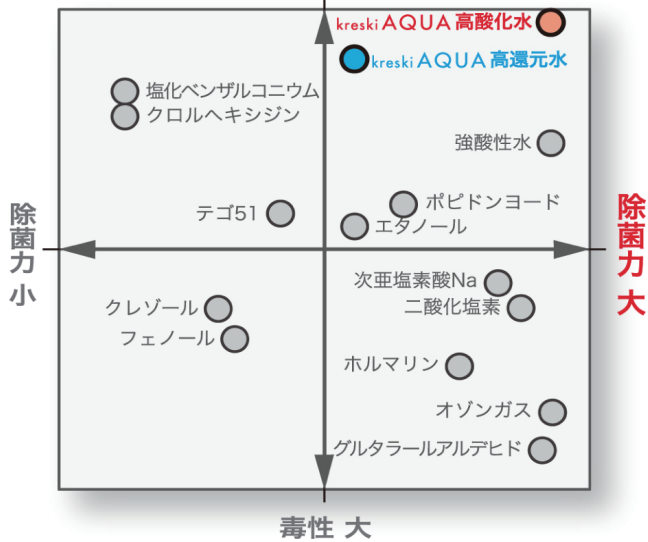 kreski AQUA 高酸化水
kreski AQUA 高還元水
塩化ベンザルコニウム
クロルヘキシジン
強酸性水
テゴ51
ポピドンヨード
エタノール
除菌力 小
除菌力 大
次亜塩素酸Na
二酸化塩素
クレゾール
フェノール
ホルマリン
オゾンガス
グルタラールアルデヒド
毒性 大